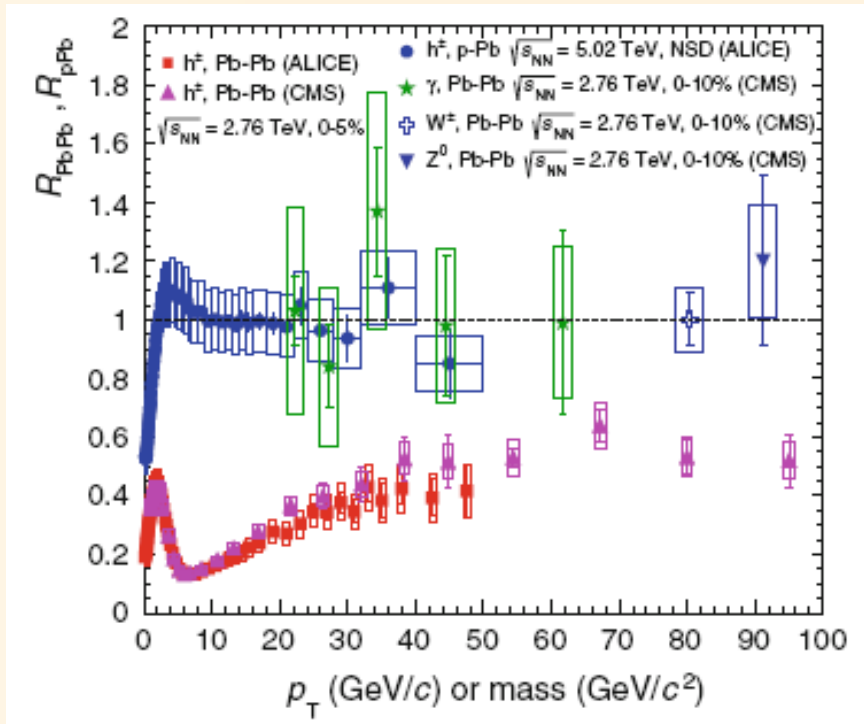 R_PbPb , R_pPb
2
1.8
1.6
1.4
1.2
1
0.8
0.6
0.4
0.2
0
h±, Pb-Pb (ALICE)
h±, Pb-Pb (CMS)
√s_NN = 2.76 TeV, 0-5%
h±, p-Pb √s_NN = 5.02 TeV, NSD (ALICE)
γ, Pb-Pb √s_NN = 2.76 TeV, 0-10% (CMS)
W±, Pb-Pb √s_NN = 2.76 TeV, 0-10% (CMS)
Z⁰, Pb-Pb √s_NN = 2.76 TeV, 0-10% (CMS)
0 10 20 30 40 50 60 70 80 90 100
p_T (GeV/c) or mass (GeV/c²)